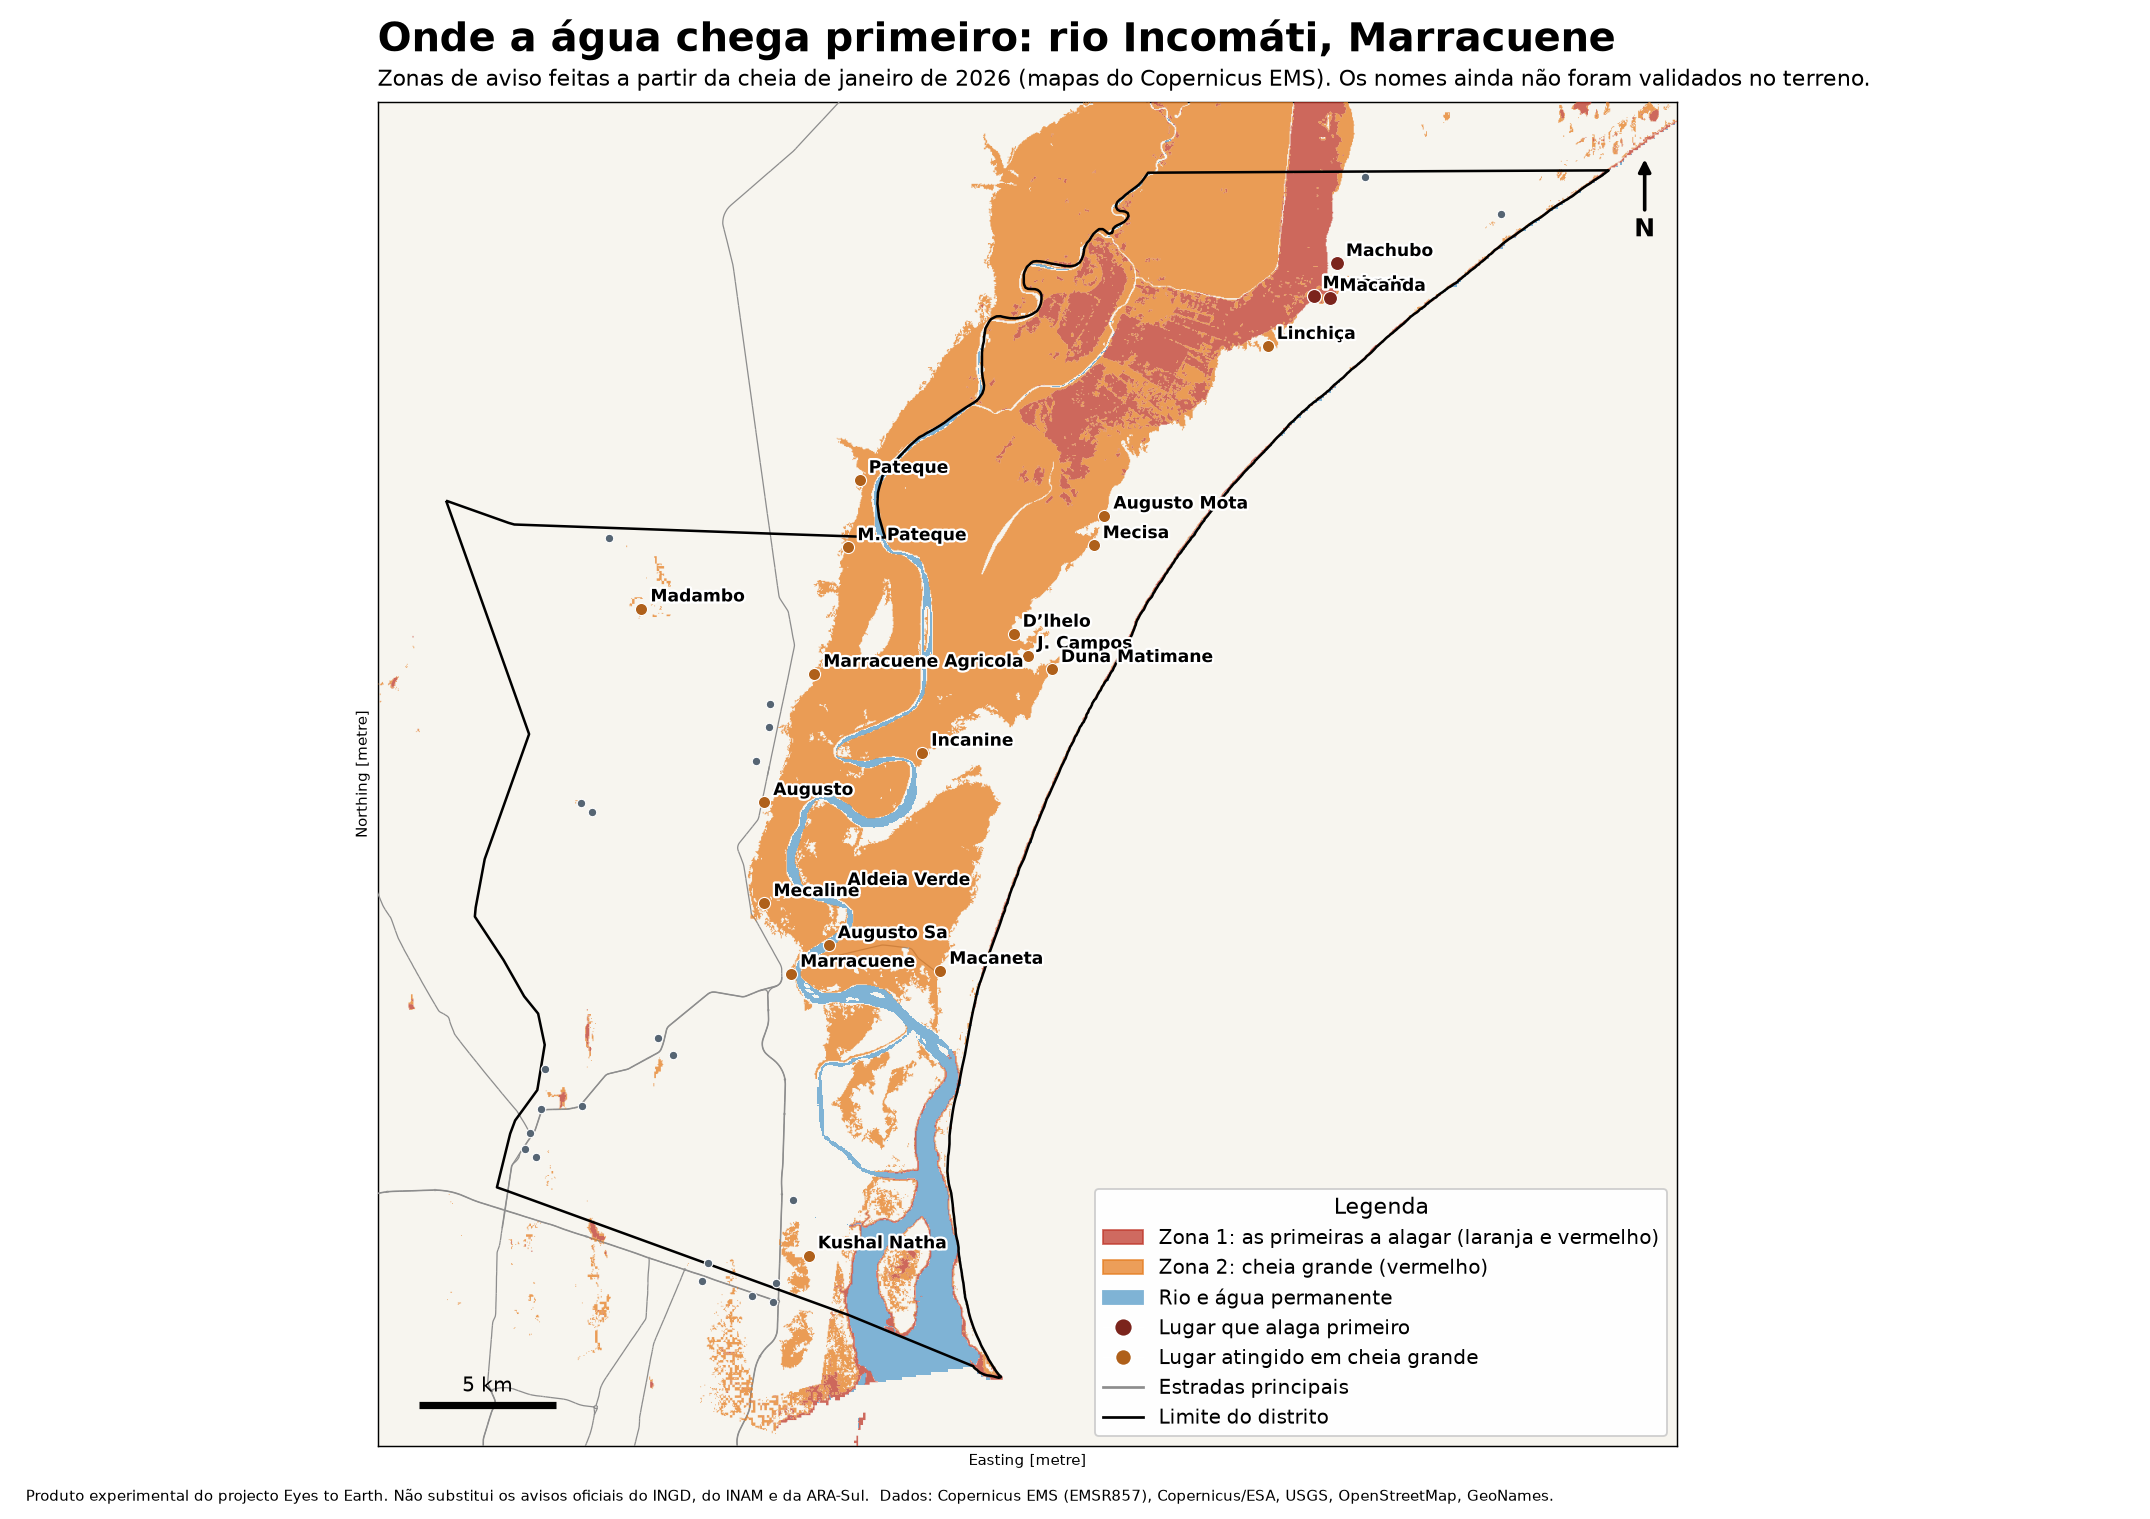 Onde a água chega primeiro: rio Incomáti, Marracuene
Zonas de aviso feitas a partir da cheia de janeiro de 2026 (mapas do Copernicus EMS). Os nomes ainda não foram validados no terreno.
N
Machubo
Macanda
Linchiça
Pateque
Augusto Mota
M. Pateque
Mecisa
Madambo
D’lhelo
J. Campos
Duna Matimane
Marracuene Agricola
Incanine
Augusto
Aldeia Verde
Mecaline
Augusto Sa
Marracuene
Macaneta
Kushal Natha
Northing [metre]
Legenda
Zona 1: as primeiras a alagar (laranja e vermelho)
Zona 2: cheia grande (vermelho)
Rio e água permanente
Lugar que alaga primeiro
Lugar atingido em cheia grande
Estradas principais
Limite do distrito
5 km
Easting [metre]
Produto experimental do projecto Eyes to Earth. Não substitui os avisos oficiais do INGD, do INAM e da ARA-Sul.  Dados: Copernicus EMS (EMSR857), Copernicus/ESA, USGS, OpenStreetMap, GeoNames.